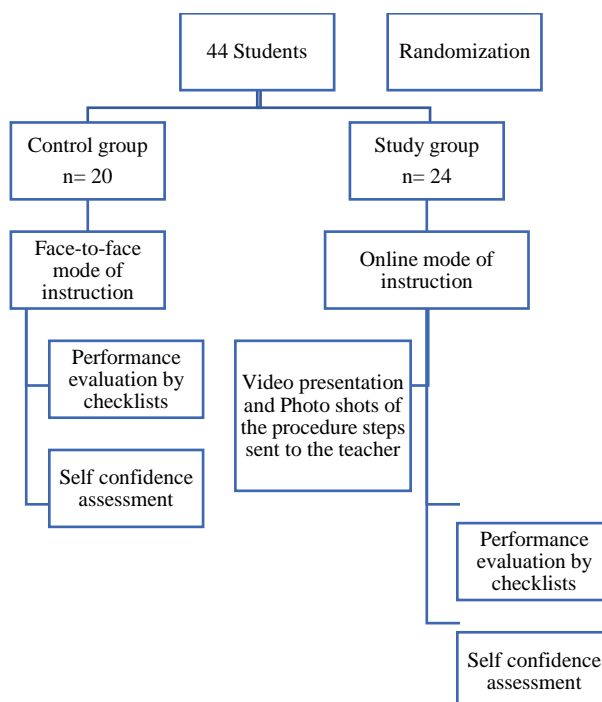 44 Students
Randomization
Control group
n= 20
Study group
n= 24
Face-to-face
mode of
instruction
Online mode of
instruction
Performance
evaluation by
checklists
Video presentation
and Photo shots of
the procedure steps
sent to the teacher
Self confidence
assessment
Performance
evaluation by
checklists
Self confidence
assessment